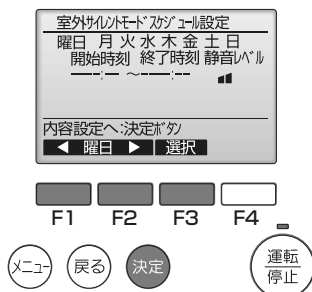 室外サイレントモードスケジュール設定
曜日 月 火 水 木 金 土 日
開始時刻 終了時刻 静音レベル
--:-- ～--:--
内容設定へ:決定ボタン
◀ 曜日 ▶ 選択
F1 F2 F3 F4
メニュー 戻る 決定 運転
停止